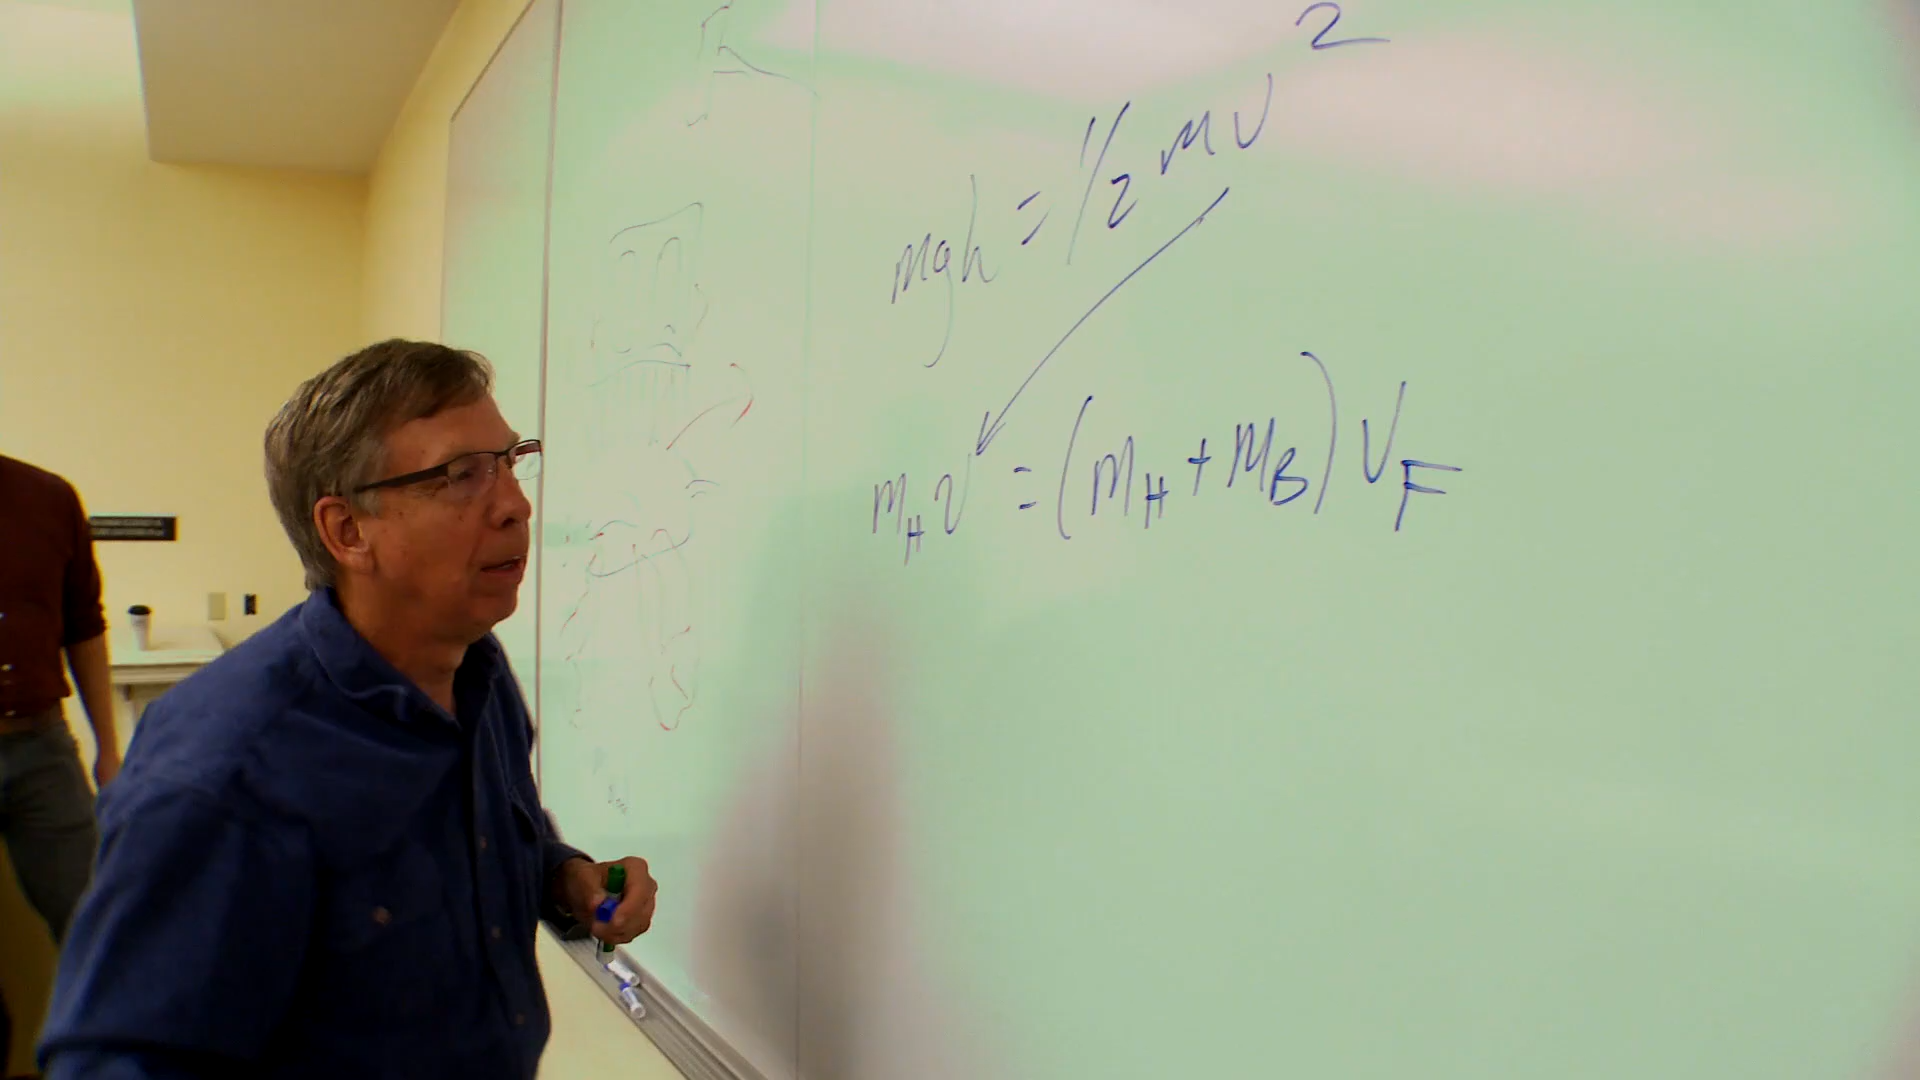 mgh = 1/2 mv²
m_H v = (m_H + m_B) v_F